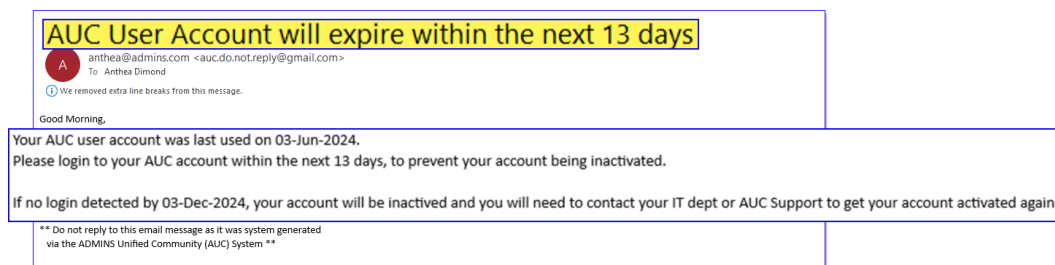 AUC User Account will expire within the next 13 days
A
anthea@admins.com <auc.do.not.reply@gmail.com>
To Anthea Dimond
i We removed extra line breaks from this message.
Good Morning,
Your AUC user account was last used on 03-Jun-2024.
Please login to your AUC account within the next 13 days, to prevent your account being inactivated.
If no login detected by 03-Dec-2024, your account will be inactived and you will need to contact your IT dept or AUC Support to get your account activated again
** Do not reply to this email message as it was system generated
via the ADMINS Unified Community (AUC) System **